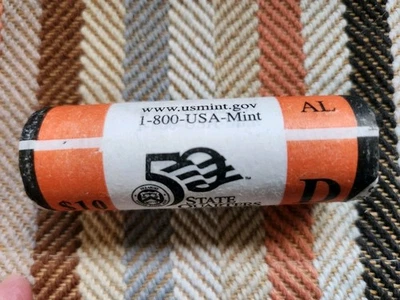 www.usmint.gov
1-800-USA-Mint
AL
50
STATE
QUARTERS
$10
D